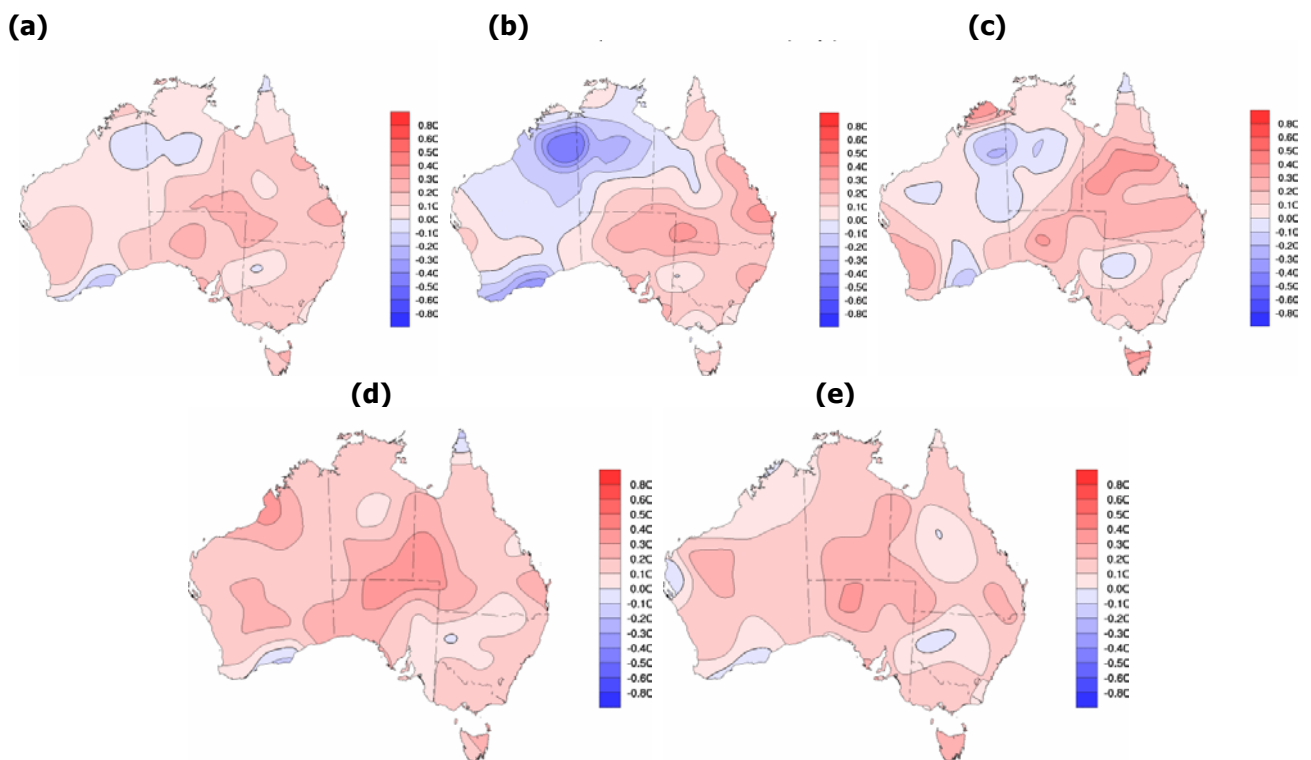 (a) (b) (c)
0.8C 0.8C 0.8C
0.6C 0.6C 0.6C
0.5C 0.5C 0.5C
0.4C 0.4C 0.4C
0.3C 0.3C 0.3C
0.2C 0.2C 0.2C
0.1C 0.1C 0.1C
0.0C 0.0C 0.0C
-0.1C -0.1C -0.1C
-0.2C -0.2C -0.2C
-0.3C -0.3C -0.3C
-0.4C -0.4C -0.4C
-0.5C -0.5C -0.5C
-0.6C -0.6C -0.6C
-0.8C -0.8C -0.8C
(d) (e)
0.8C 0.8C
0.6C 0.6C
0.5C 0.5C
0.4C 0.4C
0.3C 0.3C
0.2C 0.2C
0.1C 0.1C
0.0C 0.0C
-0.1C -0.1C
-0.2C -0.2C
-0.3C -0.3C
-0.4C -0.4C
-0.5C -0.5C
-0.6C -0.6C
-0.8C -0.8C